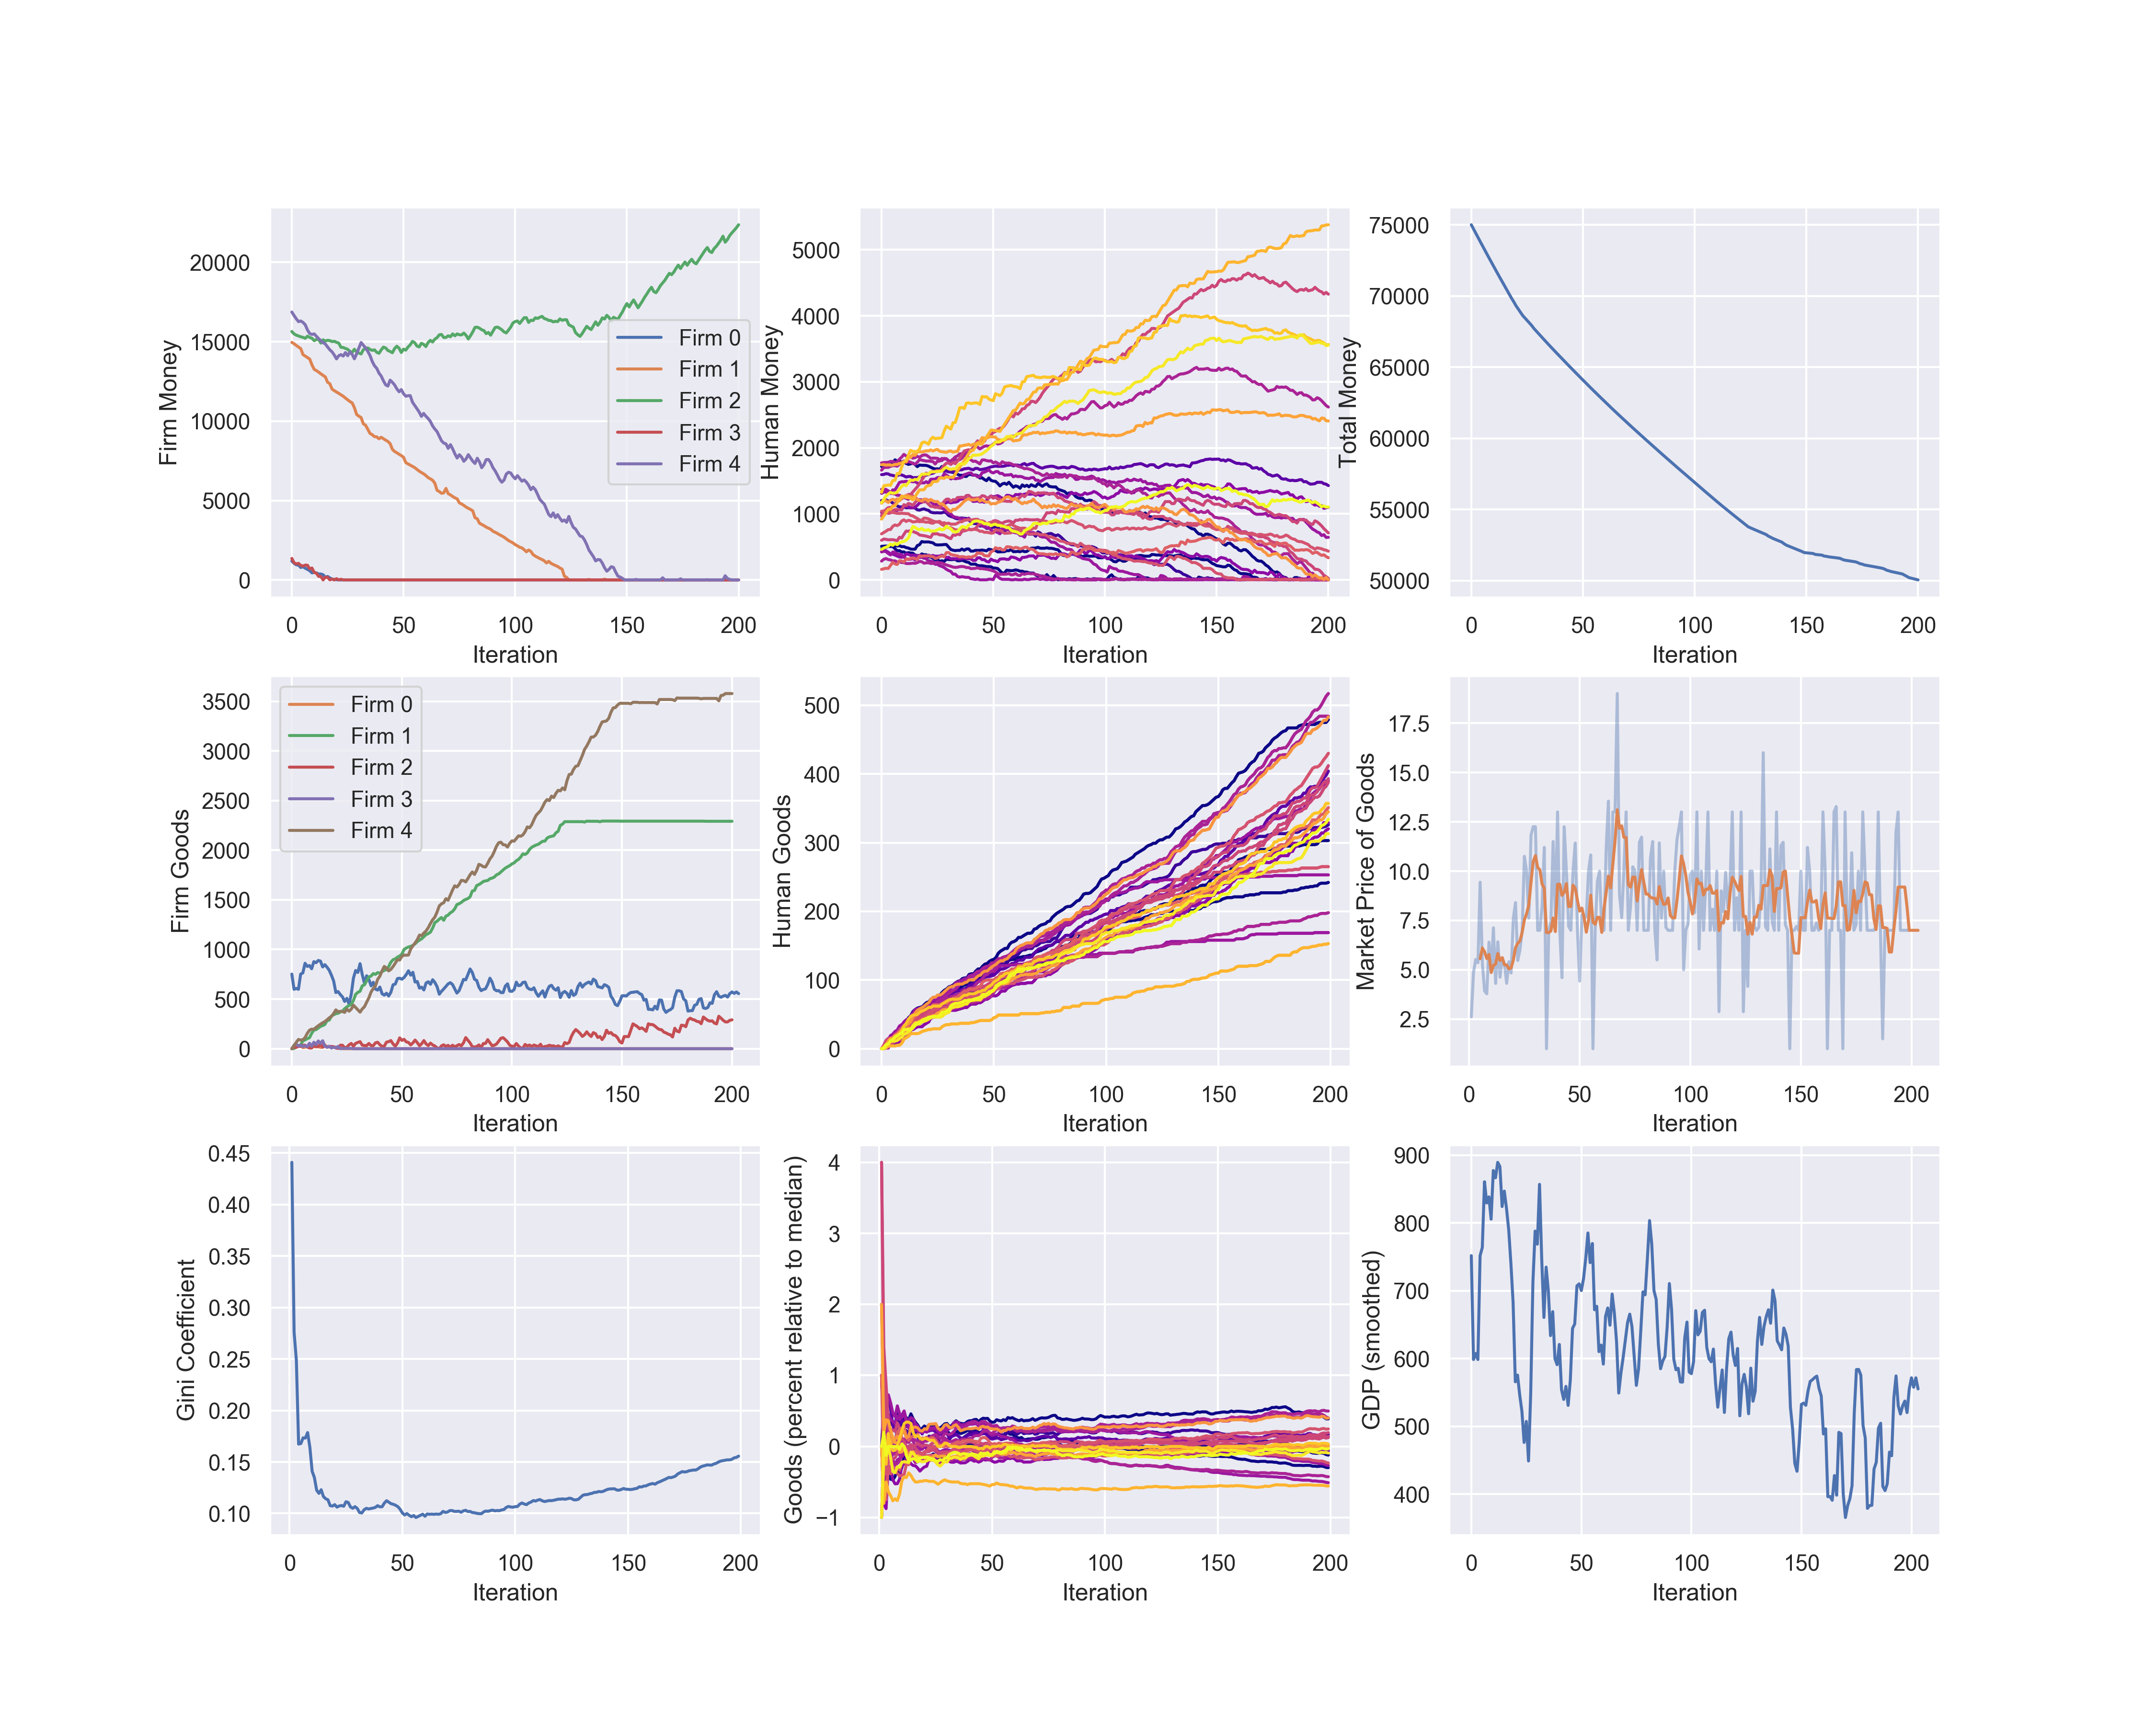 Firm Money
20000
15000
10000
5000
0
Firm 0
Firm 1
Firm 2
Firm 3
Firm 4
0 50 100 150 200
Iteration
Human Money
5000
4000
3000
2000
1000
0
0 50 100 150 200
Iteration
Total Money
75000
70000
65000
60000
55000
50000
0 50 100 150 200
Iteration
Firm Goods
3500
3000
2500
2000
1500
1000
500
0
Firm 0
Firm 1
Firm 2
Firm 3
Firm 4
0 50 100 150 200
Iteration
Human Goods
500
400
300
200
100
0
0 50 100 150 200
Iteration
Market Price of Goods
17.5
15.0
12.5
10.0
7.5
5.0
2.5
0 50 100 150 200
Iteration
Gini Coefficient
0.45
0.40
0.35
0.30
0.25
0.20
0.15
0.10
0 50 100 150 200
Iteration
Goods (percent relative to median)
4
3
2
1
0
−1
0 50 100 150 200
Iteration
GDP (smoothed)
900
800
700
600
500
400
0 50 100 150 200
Iteration